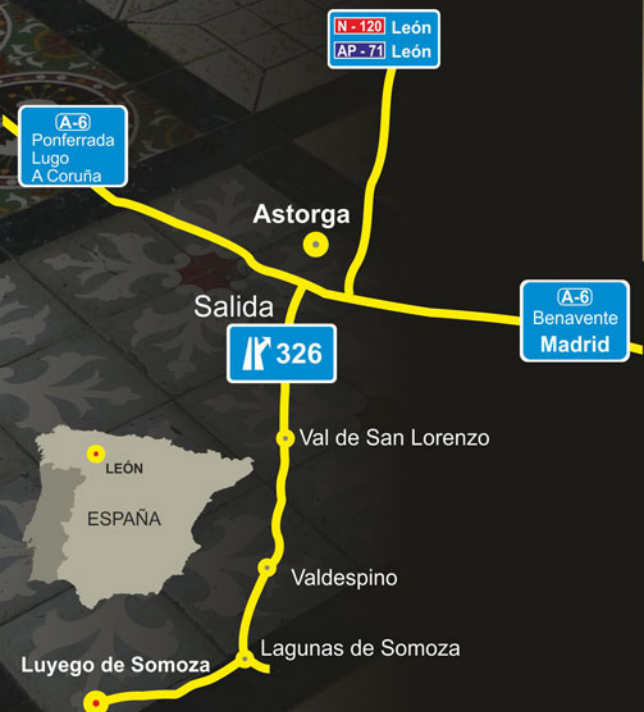 N - 120 León
AP - 71 León
A-6
Ponferrada
Lugo
A Coruña
Astorga
Salida
326
A-6
Benavente
Madrid
Val de San Lorenzo
LEÓN
ESPAÑA
Valdespino
Lagunas de Somoza
Luyego de Somoza